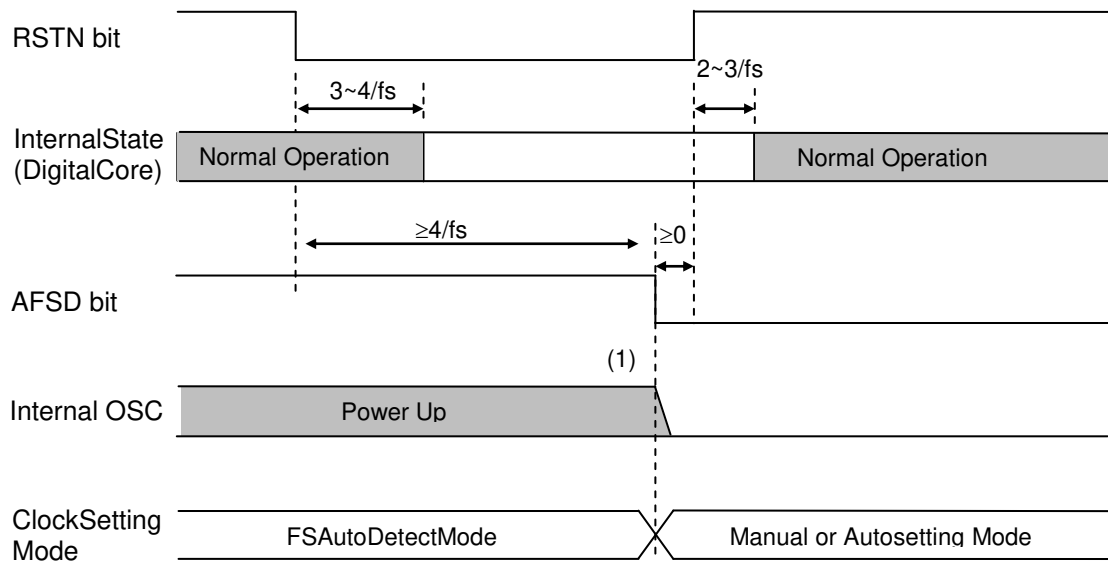 RSTN bit
2~3/fs
3~4/fs
InternalState
(DigitalCore)
Normal Operation
Normal Operation
≥4/fs
≥0
AFSD bit
(1)
Internal OSC
Power Up
ClockSetting
Mode
FSAutoDetectMode
Manual or Autosetting Mode